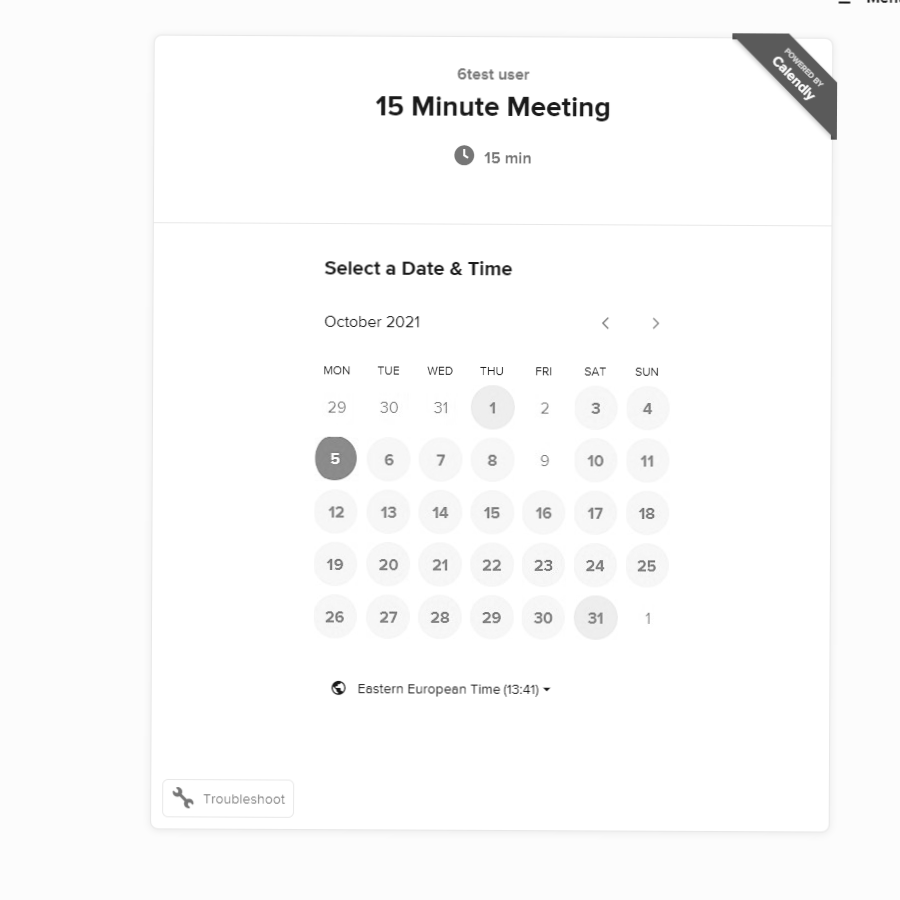 Menu
6test user
POWERED BY
Calendly
15 Minute Meeting
15 min
Select a Date & Time
October 2021
MON TUE WED THU FRI SAT SUN
29 30 31 1 2 3 4
5 6 7 8 9 10 11
12 13 14 15 16 17 18
19 20 21 22 23 24 25
26 27 28 29 30 31 1
Eastern European Time (13:41)
Troubleshoot